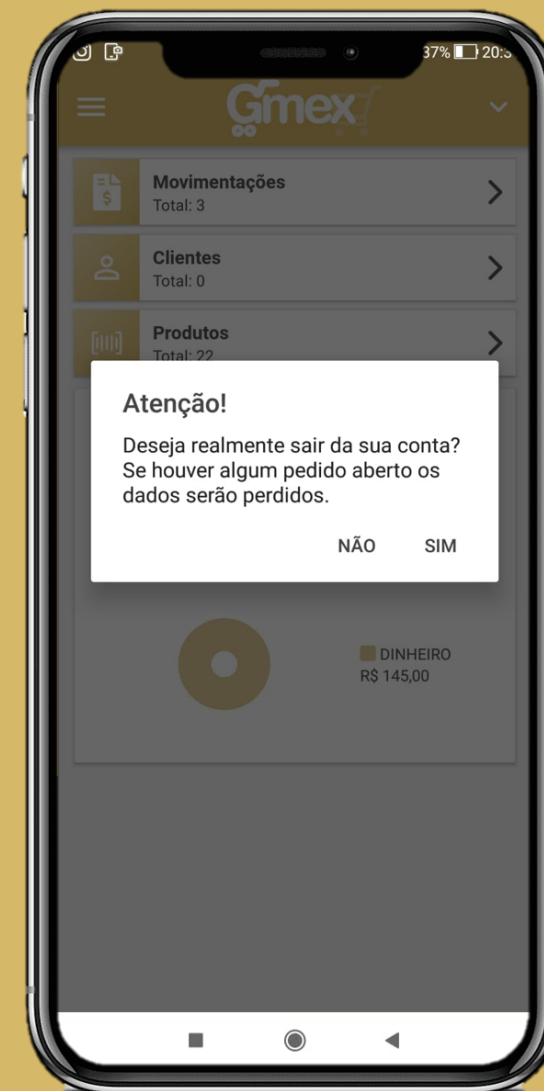 37% 20:3
Gmex
Movimentações
Total: 3
Clientes
Total: 0
Produtos
Total: 22
Atenção!
Deseja realmente sair da sua conta?
Se houver algum pedido aberto os
dados serão perdidos.
NÃO SIM
DINHEIRO
R$ 145,00